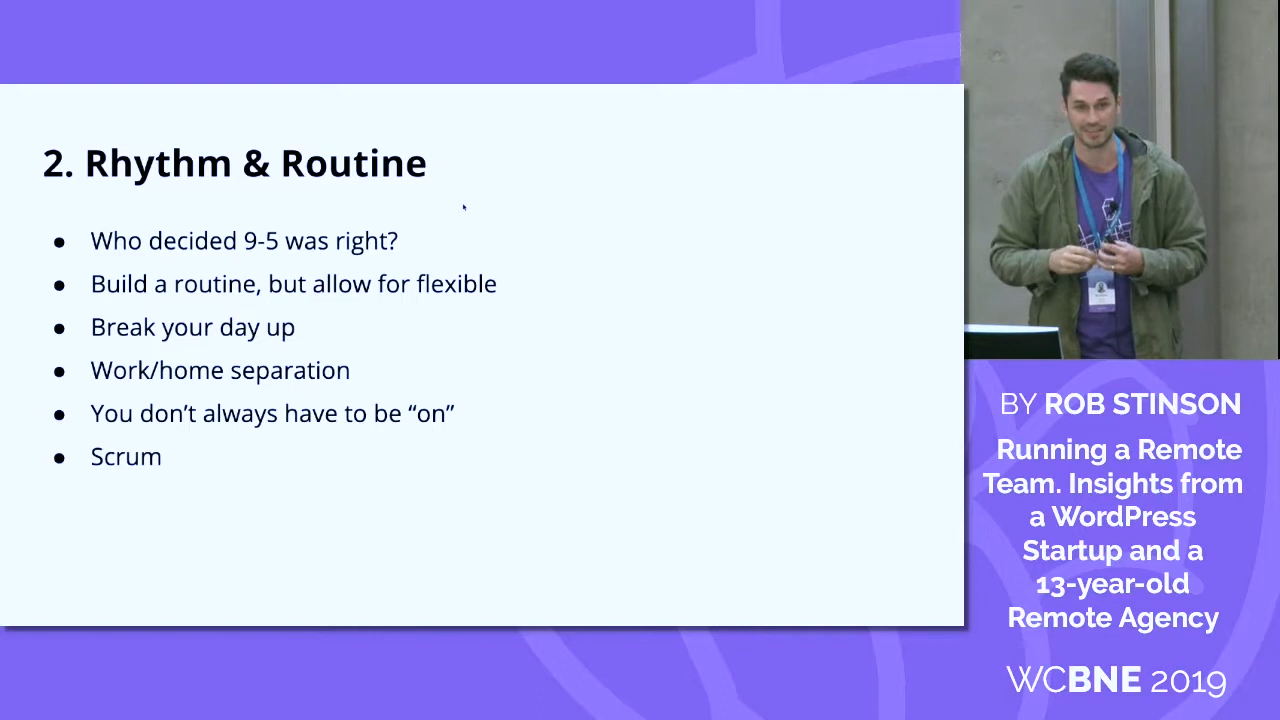 2. Rhythm & Routine
● Who decided 9-5 was right?
● Build a routine, but allow for flexible
● Break your day up
● Work/home separation
● You don’t always have to be “on”
● Scrum
BY ROB STINSON
Running a Remote
Team. Insights from
a WordPress
Startup and a
13-year-old
Remote Agency
WCBNE 2019